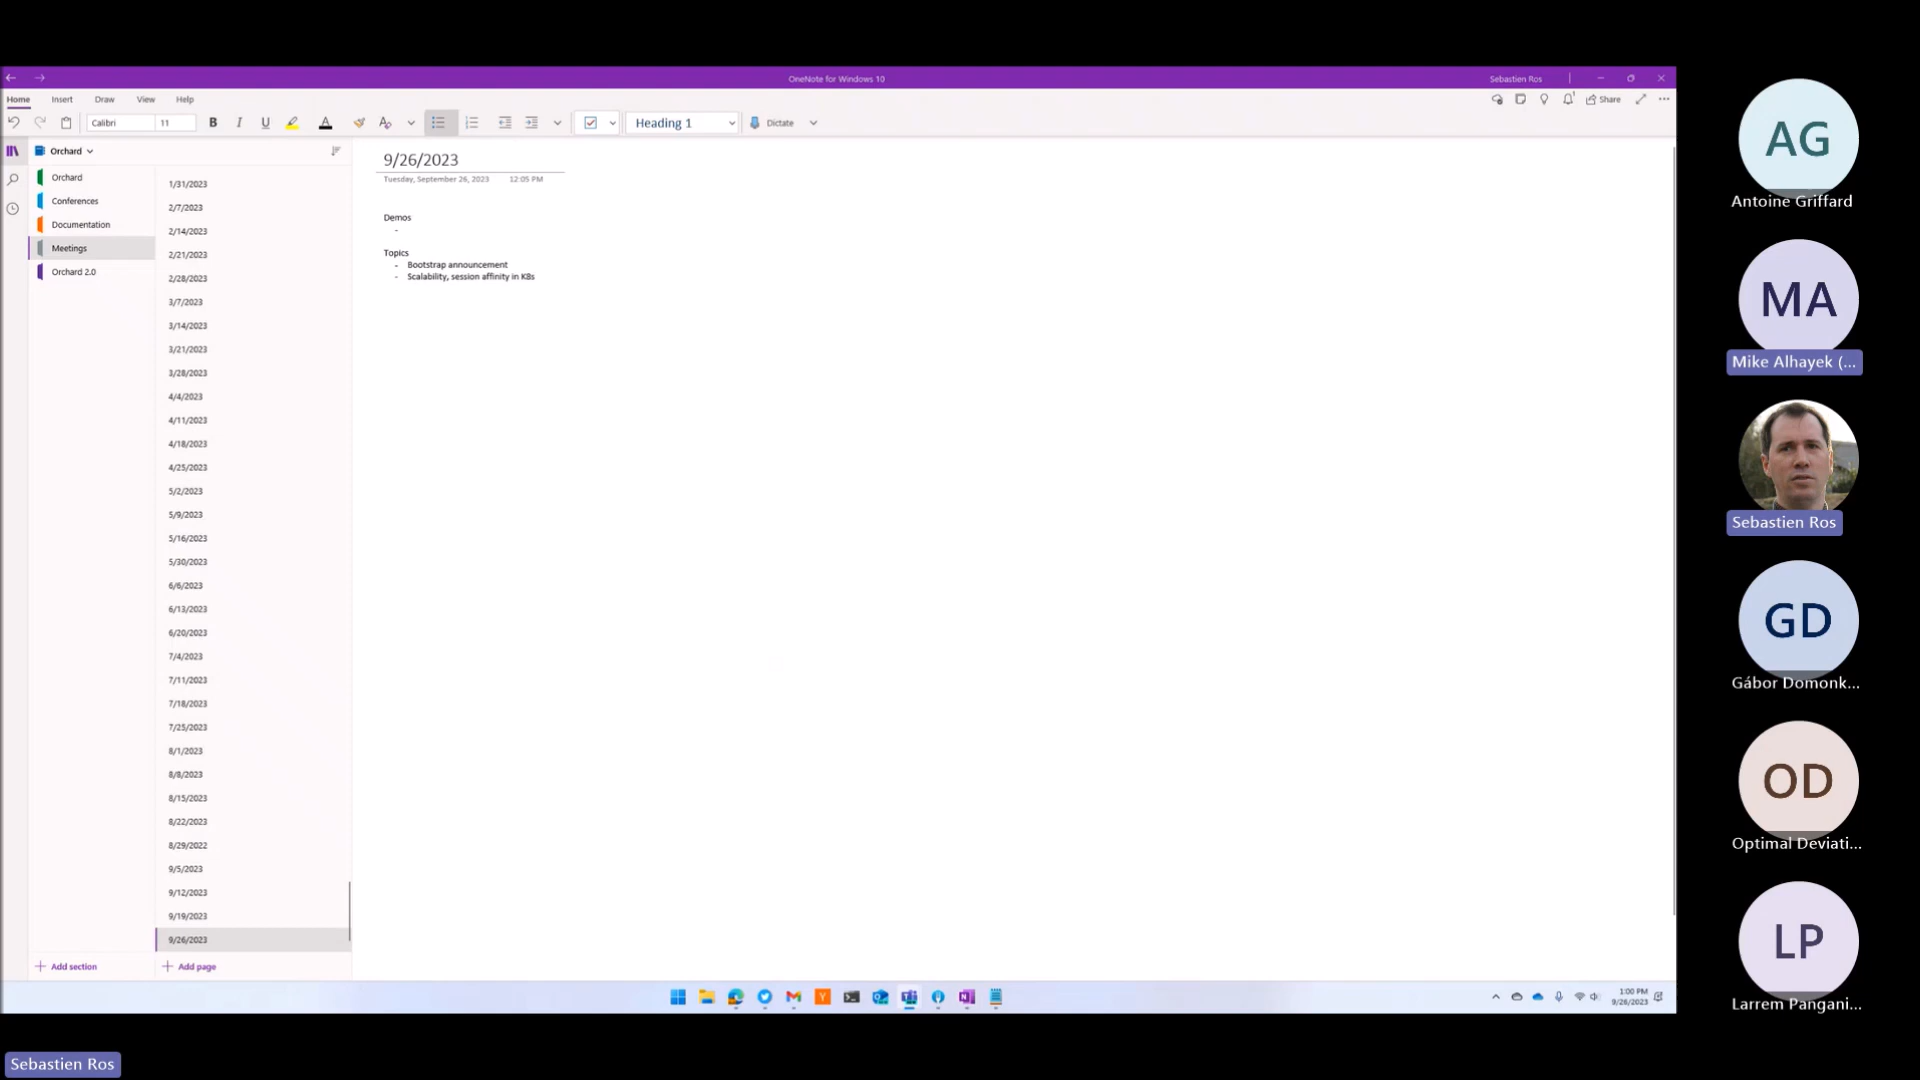 OneNote for Windows 10
Sebastien Ros
Home Insert Draw View Help
Share
Calibri 11 B I U A Heading 1 Dictate
Orchard
Orchard
Conferences
Documentation
Meetings
Orchard 2.0
1/31/2023
2/7/2023
2/14/2023
2/21/2023
2/28/2023
3/7/2023
3/14/2023
3/21/2023
3/28/2023
4/4/2023
4/11/2023
4/18/2023
4/25/2023
5/2/2023
5/9/2023
5/16/2023
5/30/2023
6/6/2023
6/13/2023
6/20/2023
7/4/2023
7/11/2023
7/18/2023
7/25/2023
8/1/2023
8/8/2023
8/15/2023
8/22/2023
8/29/2022
9/5/2023
9/12/2023
9/19/2023
9/26/2023
Add section
Add page
9/26/2023
Tuesday, September 26, 2023 12:05 PM
Demos
-
Topics
- Bootstrap announcement
- Scalability, session affinity in K8s
1:00 PM
9/26/2023
AG
Antoine Griffard
MA
Mike Alhayek (...
Sebastien Ros
GD
Gábor Domonk...
OD
Optimal Deviati...
LP
Larrem Pangani...
Sebastien Ros